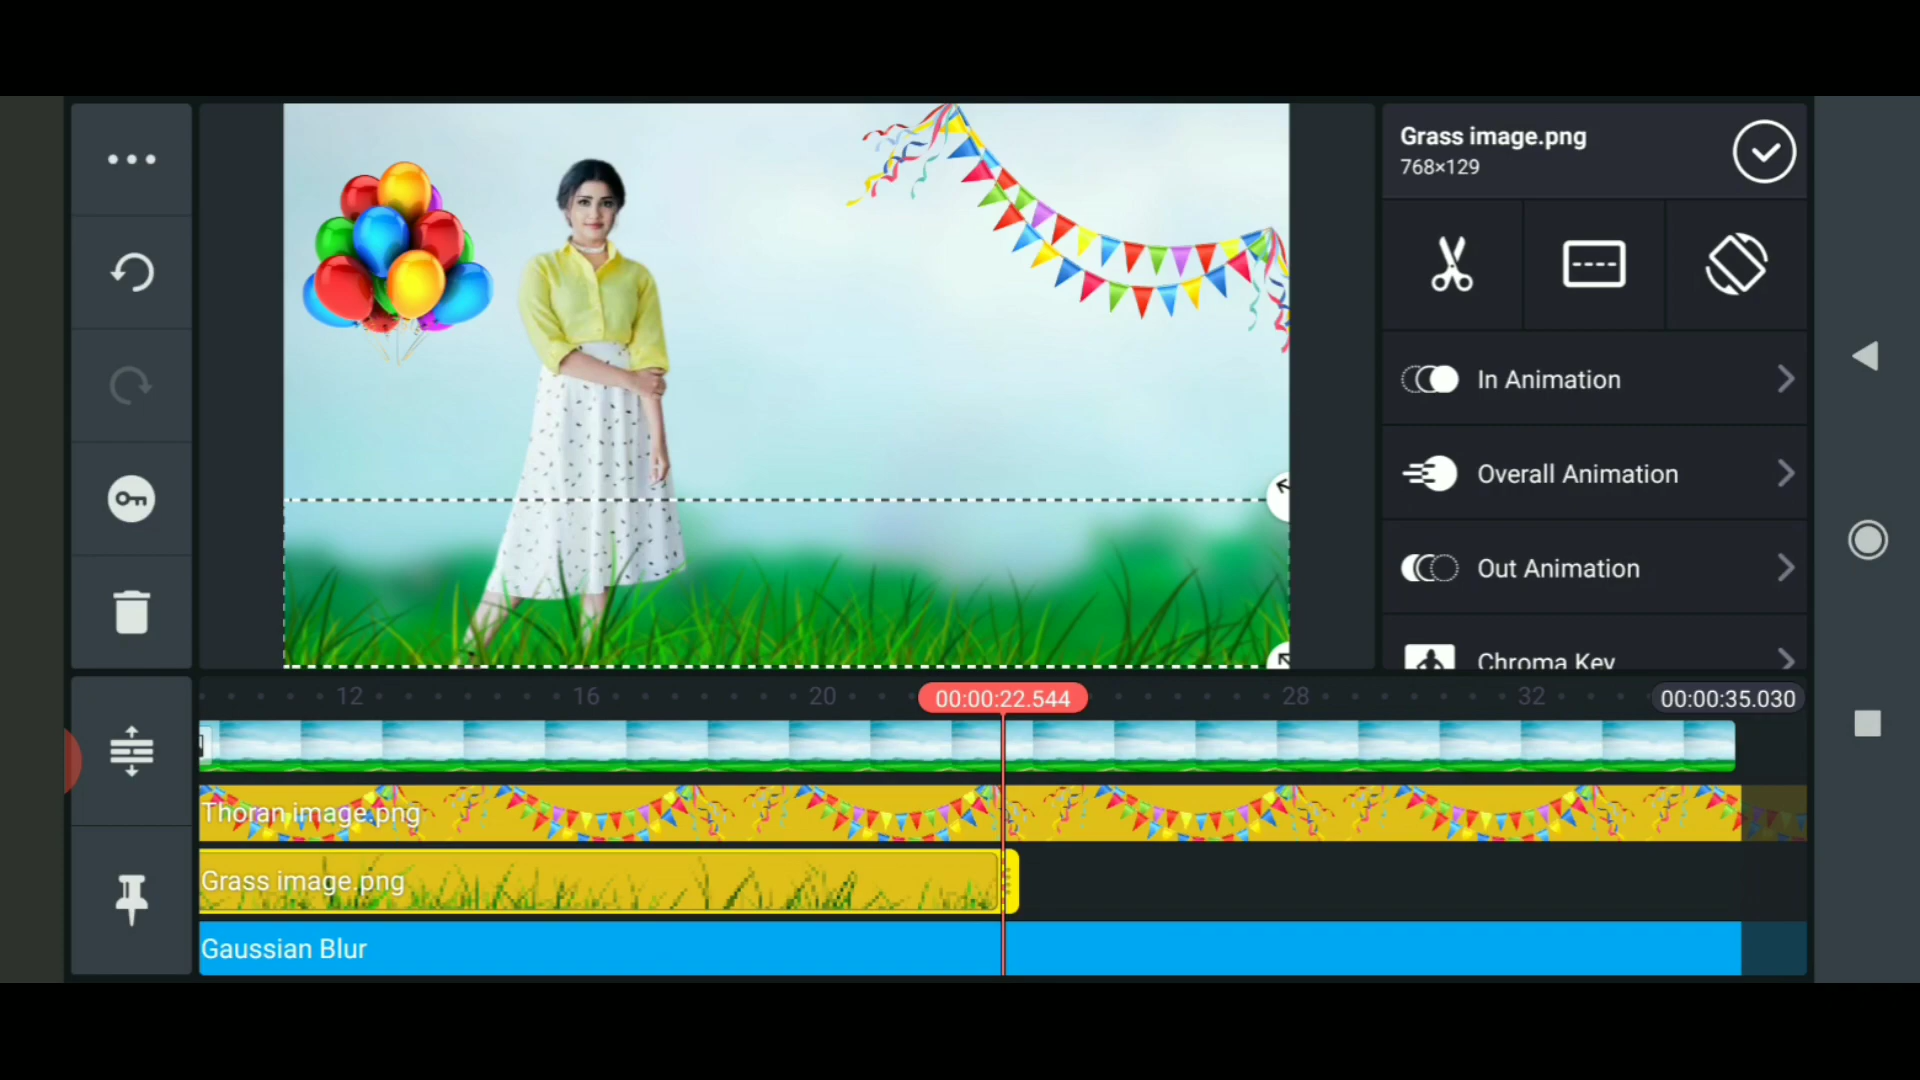 Grass image.png
768×129
In Animation
Overall Animation
Out Animation
Chroma Key
12 16 20 00:00:22.544 28 32 00:00:35.030
Thoran image.png
Grass image.png
Gaussian Blur